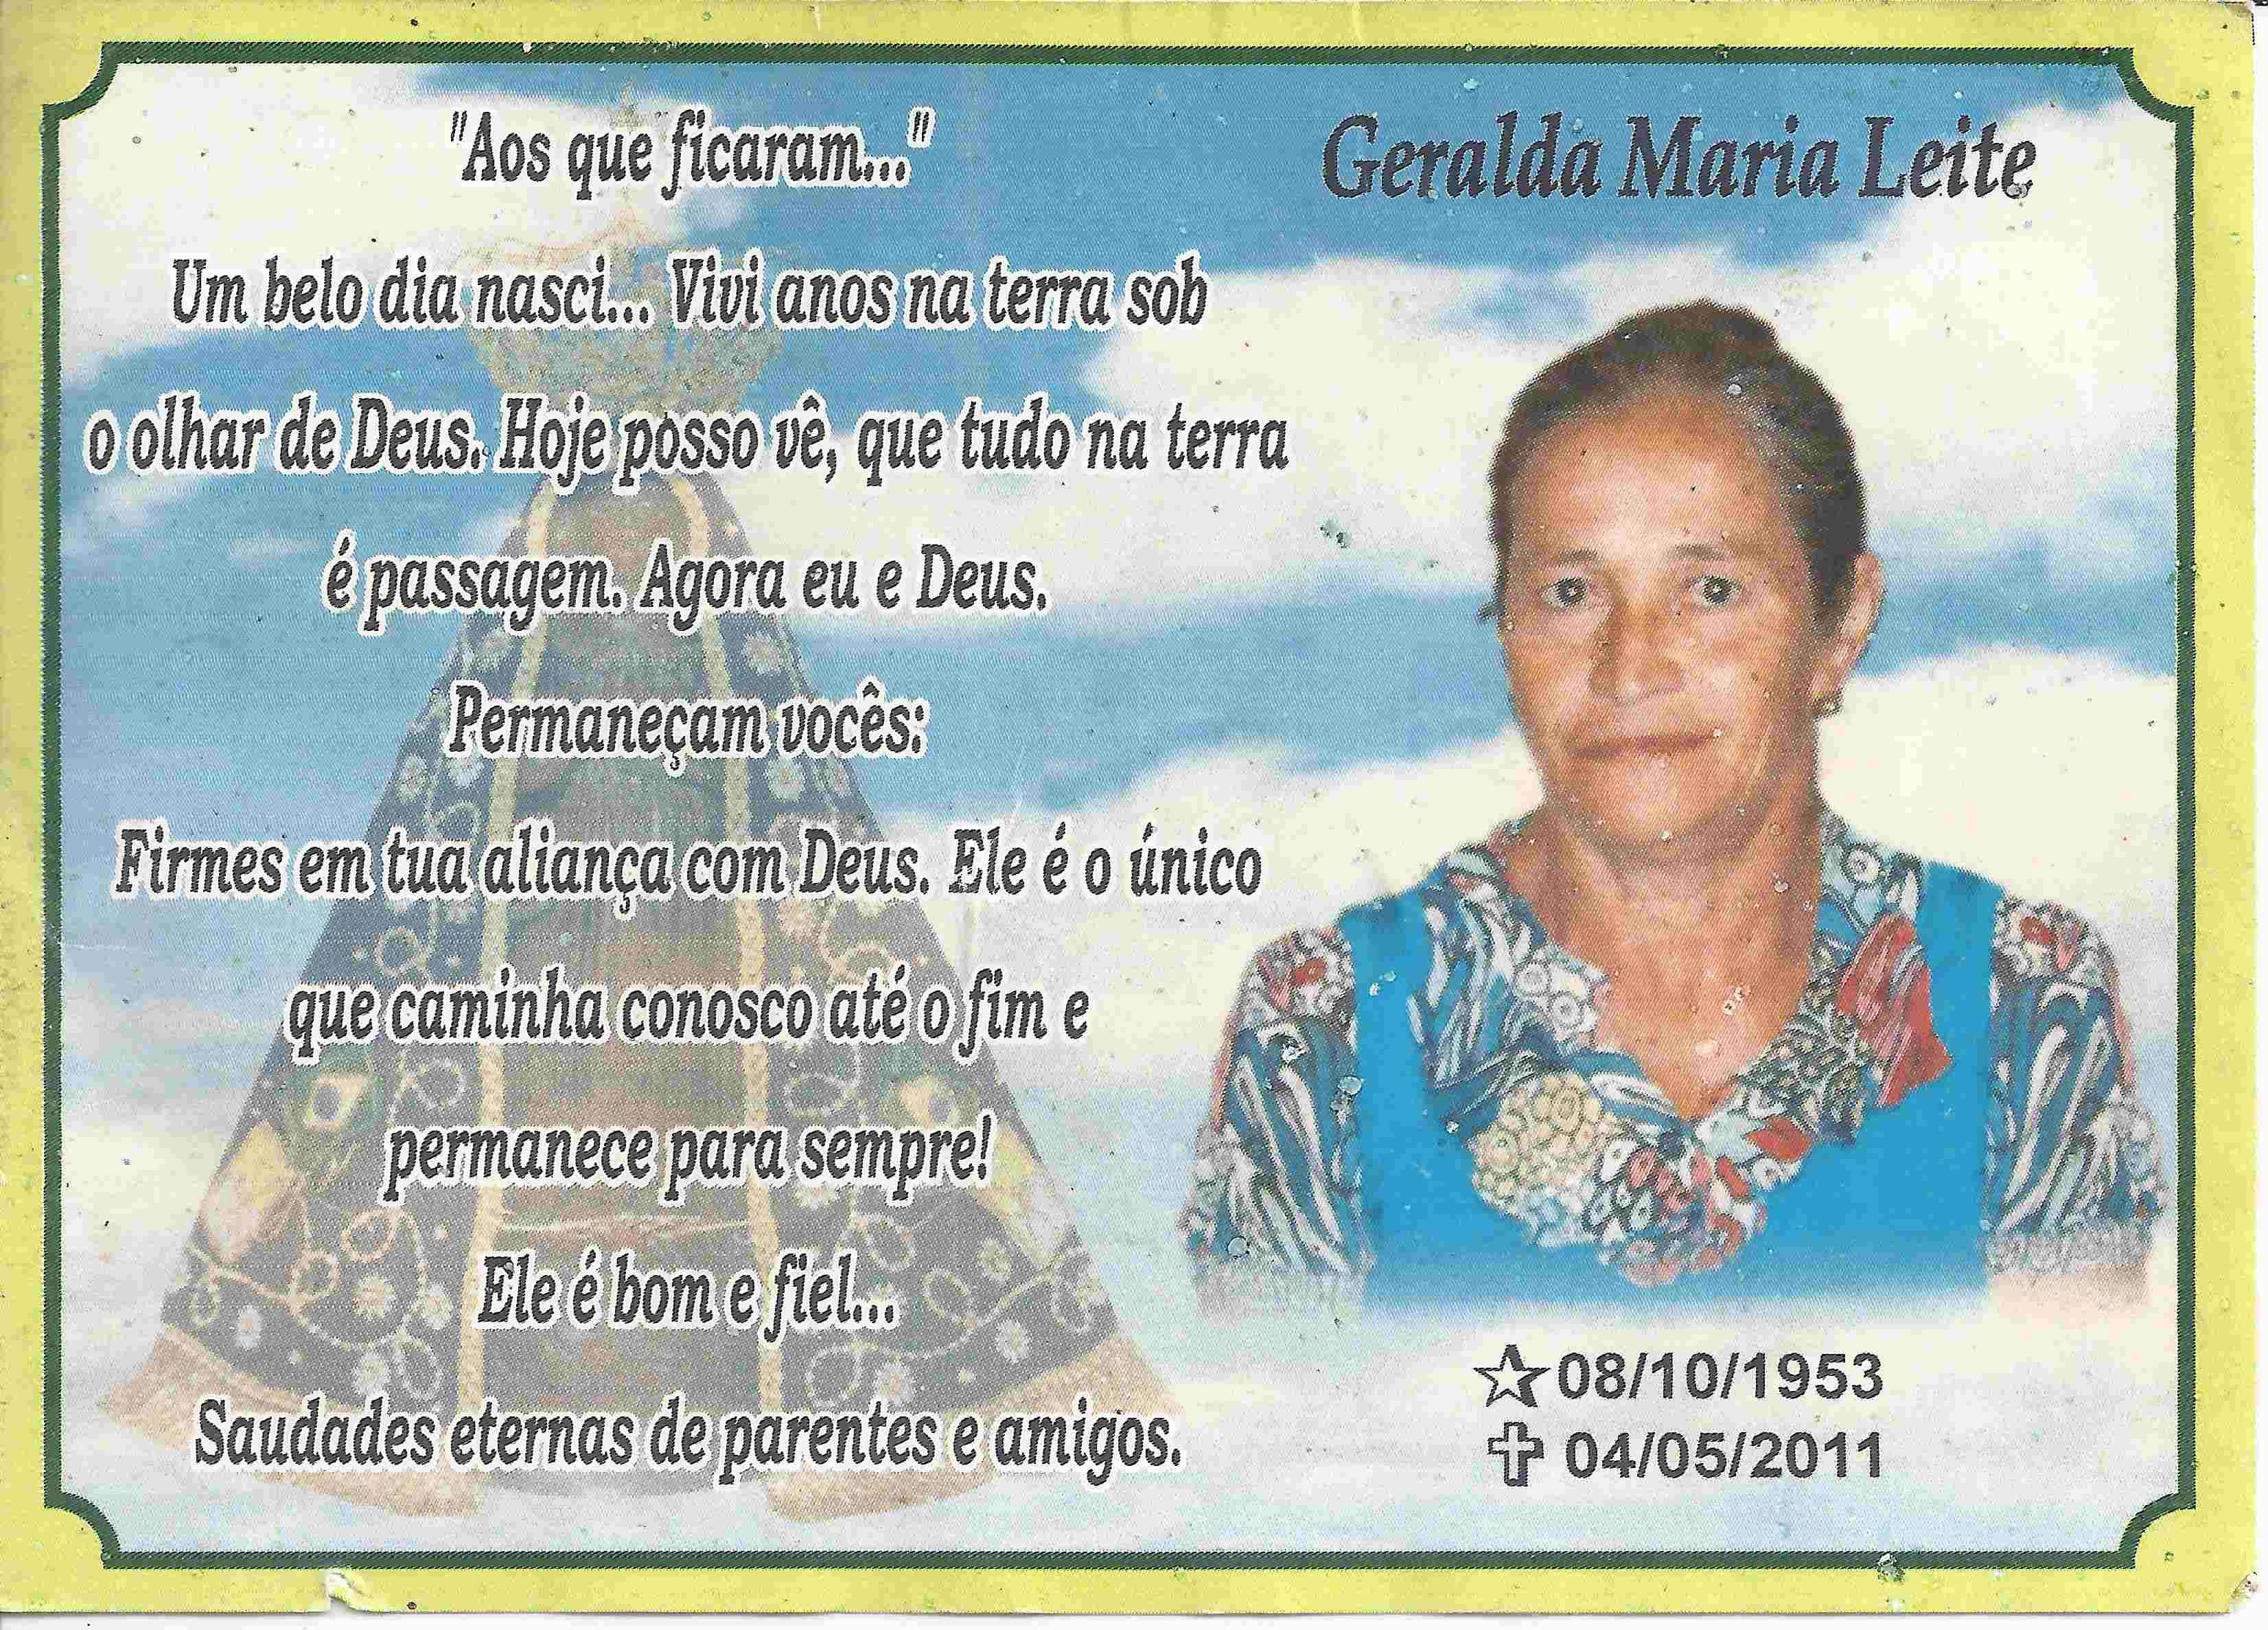 "Aos que ficaram..."
Um belo dia nasci... Vivi anos na terra sob
o olhar de Deus. Hoje posso vê, que tudo na terra
é passagem. Agora eu e Deus.
Permaneçam vocês:
Firmes em tua aliança com Deus. Ele é o único
que caminha conosco até o fim e
permanece para sempre!
Ele é bom e fiel...
Saudades eternas de parentes e amigos.
Geralda Maria Leite
08/10/1953
04/05/2011